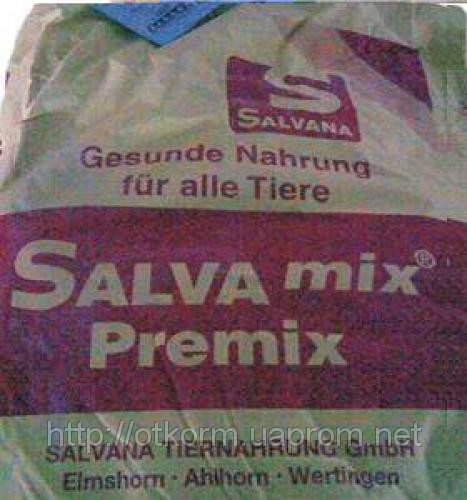 S
SALVANA
Gesunde Nahrung
für alle Tiere
SALVA mix®
Premix
http://otkorm.uaprom.net
SALVANA TIERNAHRUNG GmbH
Elmshorn · Ahlhorn · Wertingen